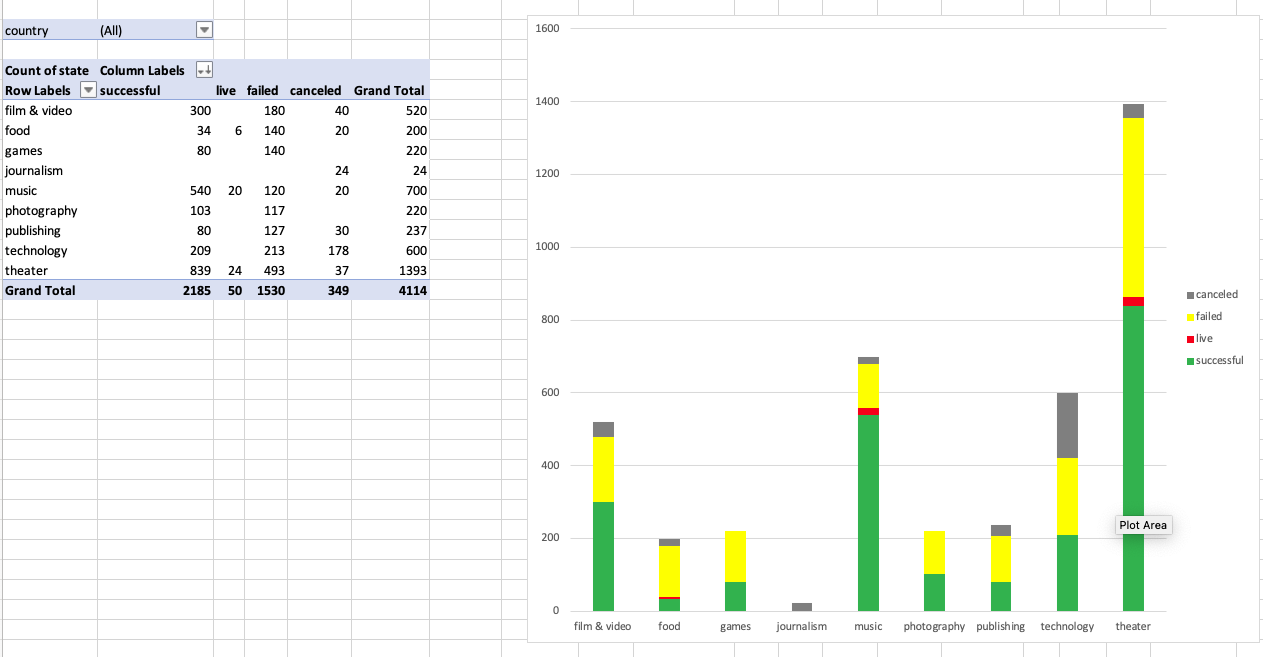 country (All)
Count of state Column Labels
Row Labels successful live failed canceled Grand Total
film & video 300 180 40 520
food 34 6 140 20 200
games 80 140 220
journalism 24 24
music 540 20 120 20 700
photography 103 117 220
publishing 80 127 30 237
technology 209 213 178 600
theater 839 24 493 37 1393
Grand Total 2185 50 1530 349 4114
1600
1400
1200
1000
800
600
400
200
0
film & video food games journalism music photography publishing technology theater
Plot Area
canceled
failed
live
successful